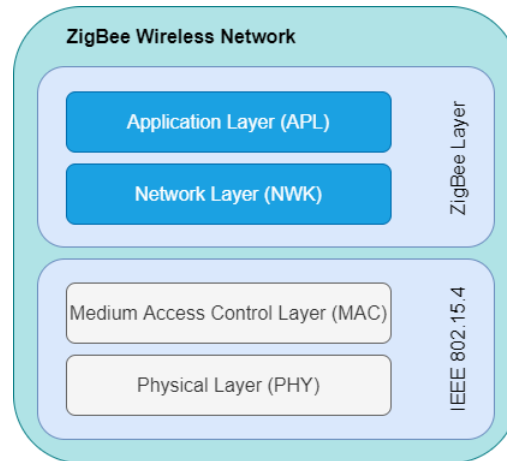 ZigBee Wireless Network
Application Layer (APL)
Network Layer (NWK)
ZigBee Layer
Medium Access Control Layer (MAC)
Physical Layer (PHY)
IEEE 802.15.4